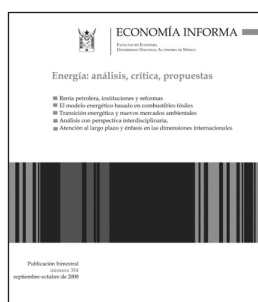 ECONOMÍA INFORMA
FACULTAD DE ECONOMÍA
UNIVERSIDAD NACIONAL AUTÓNOMA DE MÉXICO
Energía: análisis, crítica, propuestas
Renta petrolera, instituciones y reformas
El modelo energético basado en combustibles fósiles
Transición energética y nuevos mercados ambientales
Análisis con perspectiva interdisciplinaria,
Atención al largo plazo y énfasis en las dimensiones internacionales
Publicación bimestral
número 354
septiembre-octubre de 2008